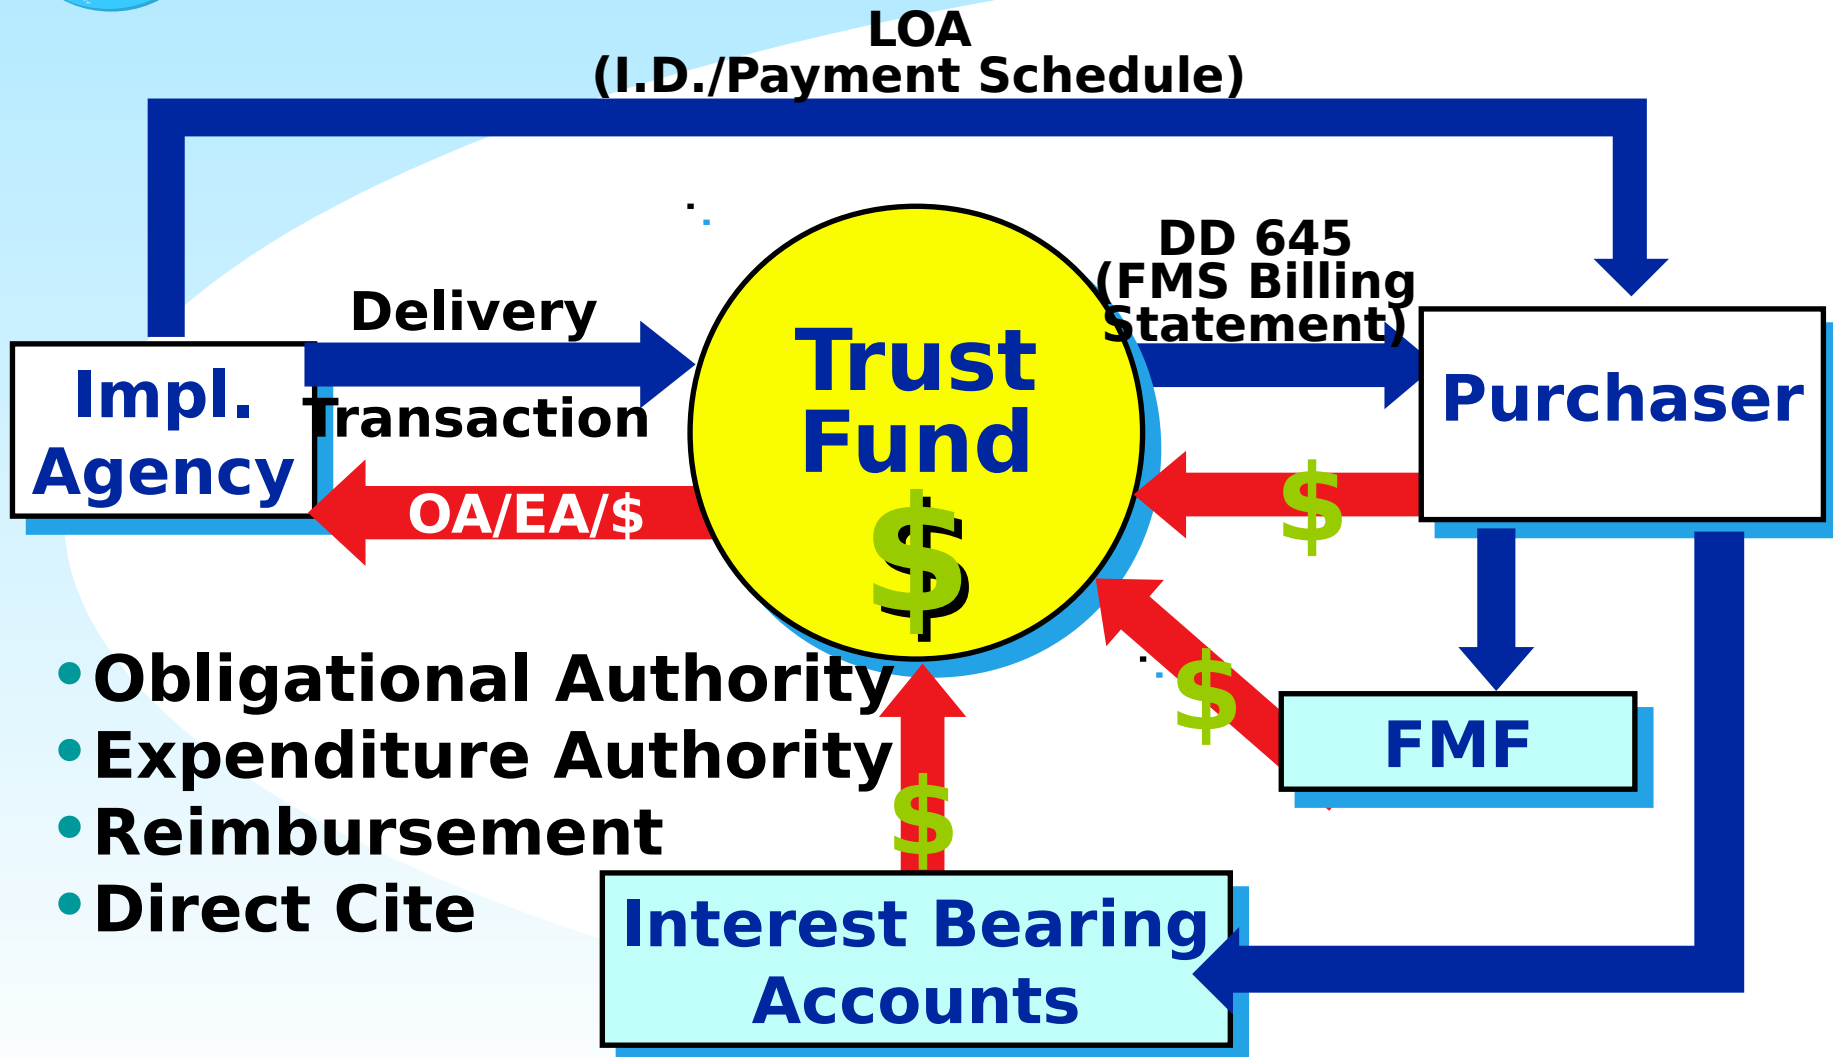 LOA
(I.D./Payment Schedule)
DD 645
(FMS Billing
Statement)
Delivery
Transaction
Impl.
Agency
Trust
Fund
$
Purchaser
OA/EA/$
$
$
FMF
$
•Obligational Authority
•Expenditure Authority
•Reimbursement
•Direct Cite
Interest Bearing
Accounts